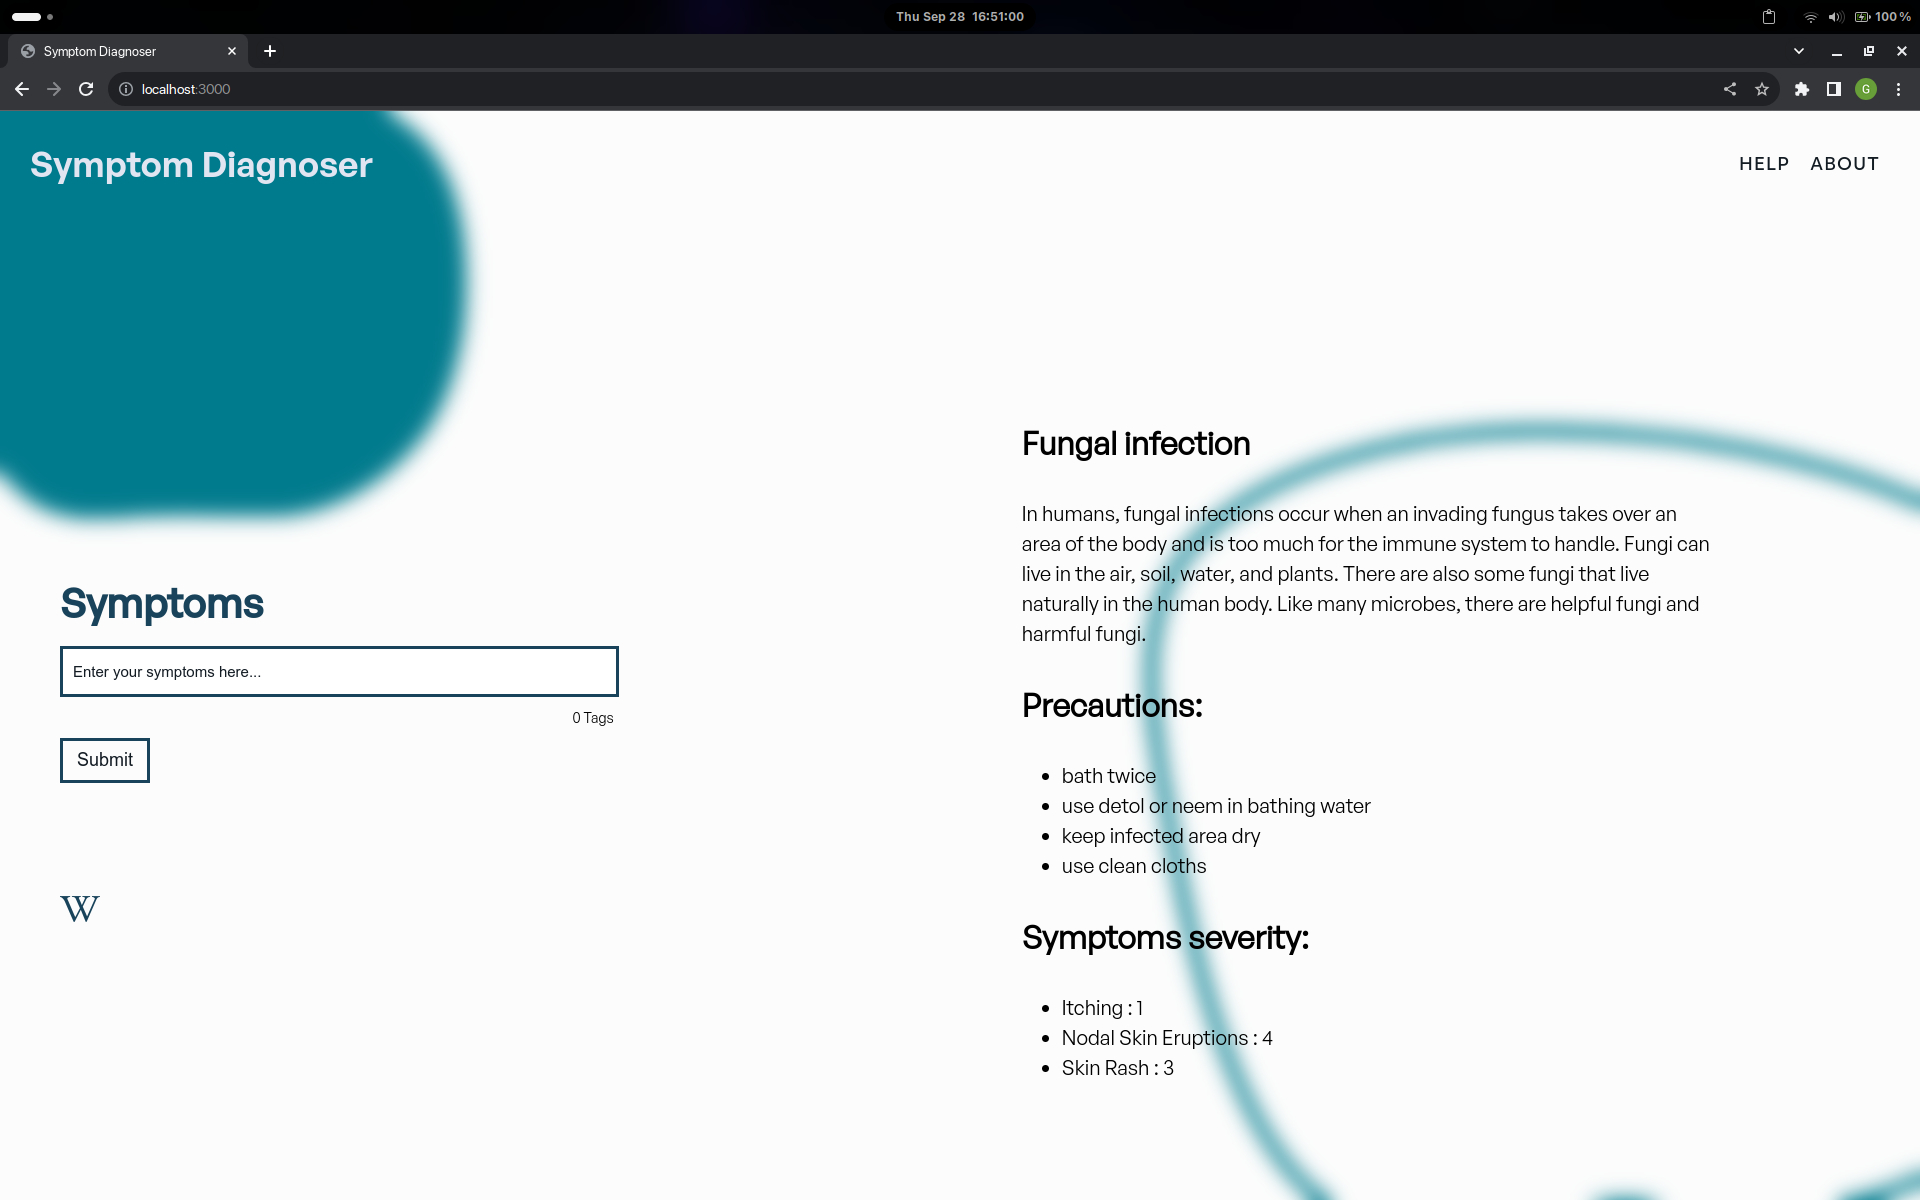 Thu Sep 28 16:51:00
100 %
Symptom Diagnoser
localhost:3000
G
Symptom Diagnoser
HELP ABOUT
Symptoms
Enter your symptoms here...
0 Tags
Submit
W
Fungal infection
In humans, fungal infections occur when an invading fungus takes over an
area of the body and is too much for the immune system to handle. Fungi can
live in the air, soil, water, and plants. There are also some fungi that live
naturally in the human body. Like many microbes, there are helpful fungi and
harmful fungi.
Precautions:
bath twice
use detol or neem in bathing water
keep infected area dry
use clean cloths
Symptoms severity:
Itching : 1
Nodal Skin Eruptions : 4
Skin Rash : 3